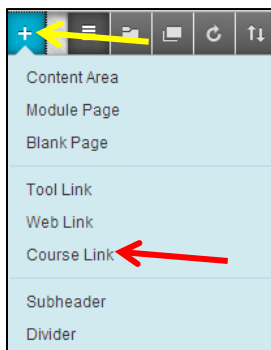 Content Area
Module Page
Blank Page
Tool Link
Web Link
Course Link
Subheader
Divider